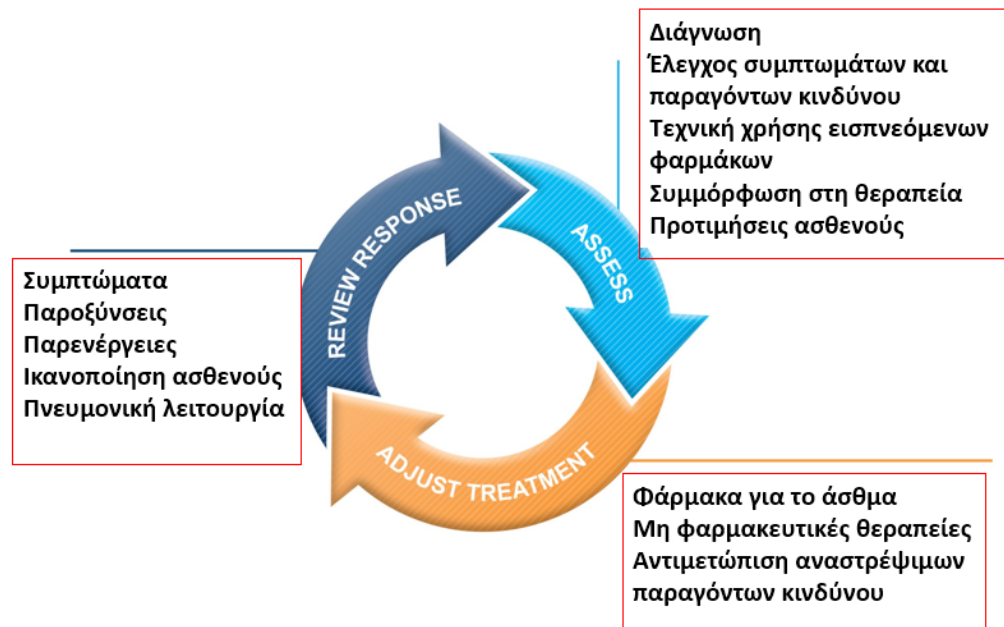 Διάγνωση
Έλεγχος συμπτωμάτων και
παραγόντων κινδύνου
Τεχνική χρήσης εισπνεόμενων
φαρμάκων
Συμμόρφωση στη θεραπεία
Προτιμήσεις ασθενούς
REVIEW RESPONSE
ASSESS
ADJUST TREATMENT
Συμπτώματα
Παροξύνσεις
Παρενέργειες
Ικανοποίηση ασθενούς
Πνευμονική λειτουργία
Φάρμακα για το άσθμα
Μη φαρμακευτικές θεραπείες
Αντιμετώπιση αναστρέψιμων
παραγόντων κινδύνου